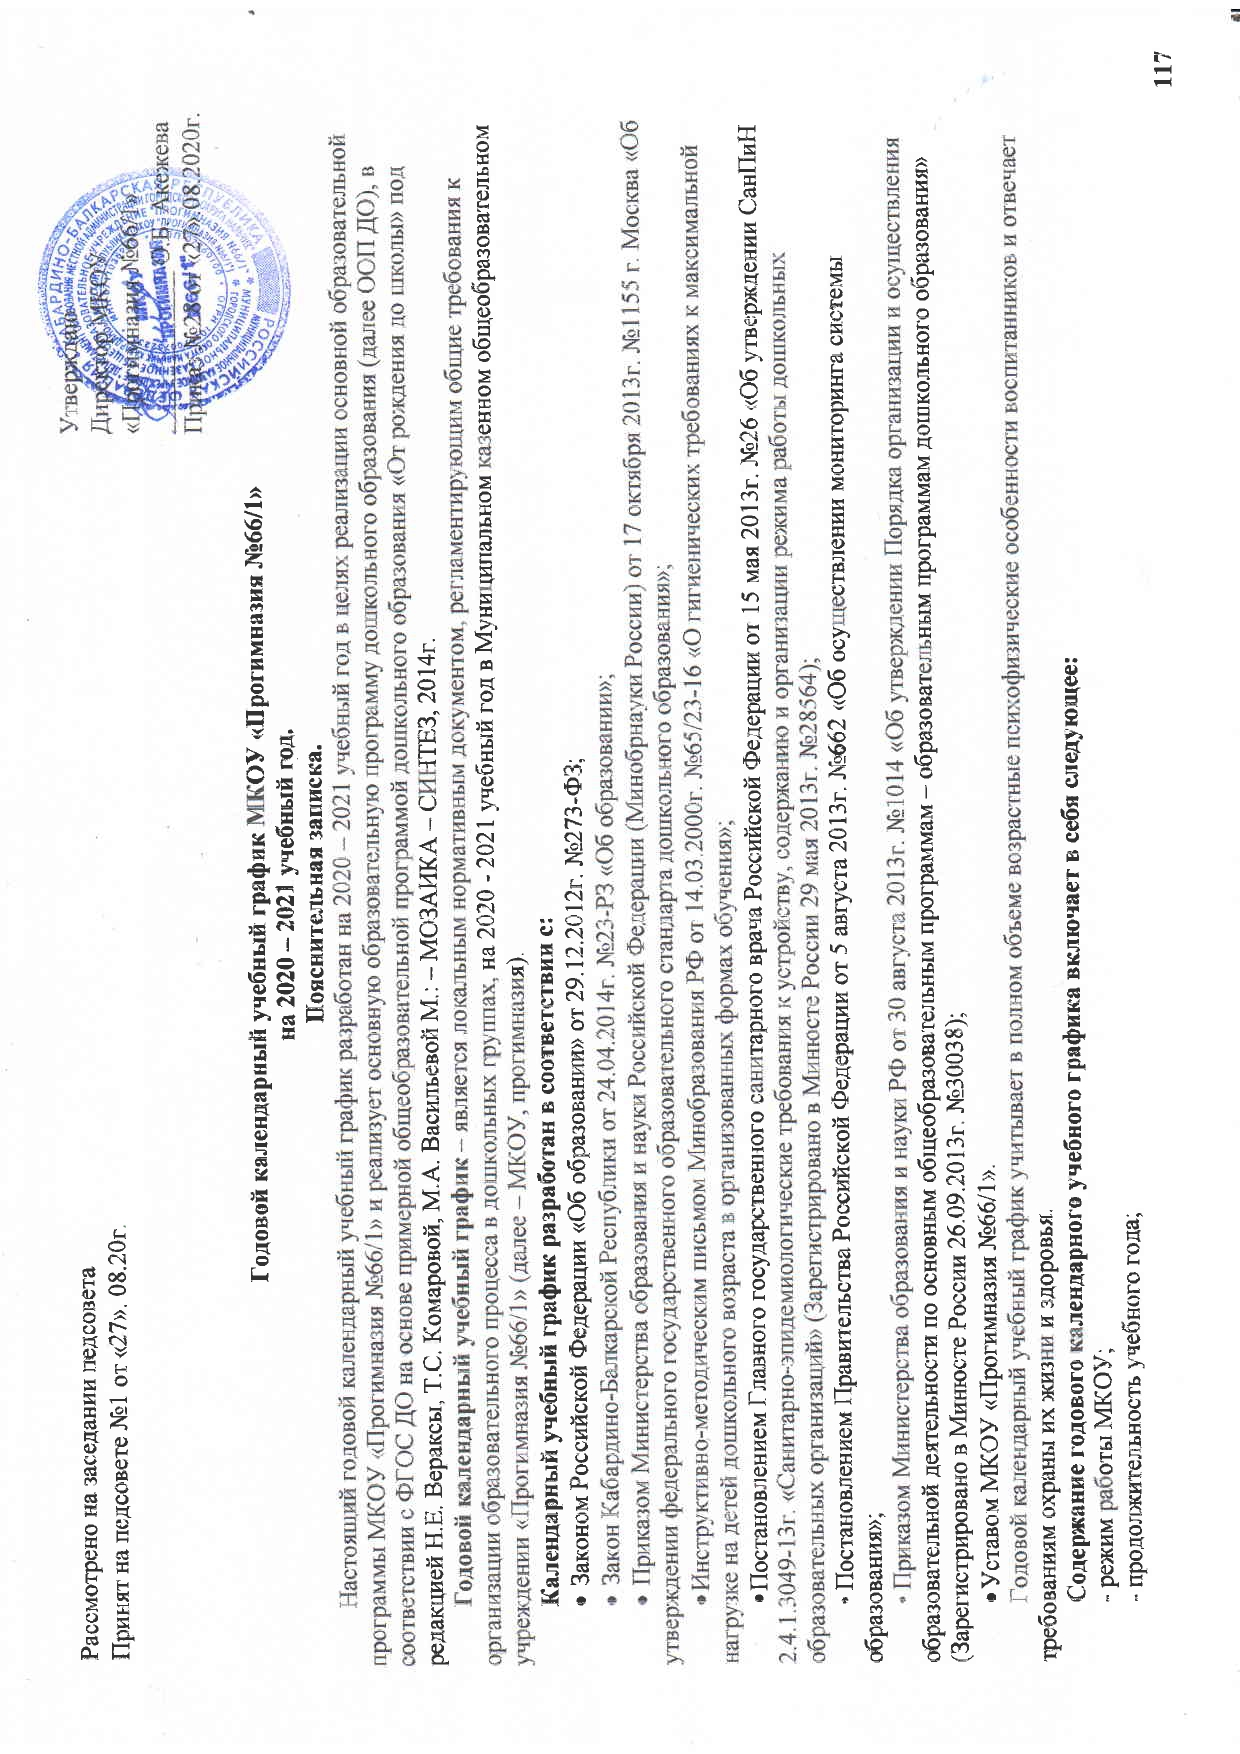 Рассмотрено на заседании педсовета
Принят на педсовете №1 от «27». 08.20г.
Утверждаю
Директор МКОУ
«Прогимназия №66/1»
О.Б. Акежева
Приказ №28 от «27» 08.2020г.
Годовой календарный учебный график МКОУ «Прогимназия №66/1»
на 2020 – 2021 учебный год.
Пояснительная записка.
Настоящий годовой календарный учебный график разработан на 2020 – 2021 учебный год в целях реализации основной образовательной
программы МКОУ «Прогимназия №66/1» и реализует основную образовательную программу дошкольного образования (далее ООП ДО), в
соответствии с ФГОС ДО на основе примерной общеобразовательной программой дошкольного образования «От рождения до школы» под
редакцией Н.Е. Вераксы, Т.С. Комаровой, М.А. Васильевой М.: – МОЗАИКА – СИНТЕЗ, 2014г.
Годовой календарный учебный график – является локальным нормативным документом, регламентирующим общие требования к
организации образовательного процесса в дошкольных группах, на 2020 - 2021 учебный год в Муниципальном казенном общеобразовательном
учреждении «Прогимназия №66/1» (далее – МКОУ, прогимназия).
Календарный учебный график разработан в соответствии с:
• Законом Российской Федерации «Об образовании» от 29.12.2012г. №273-ФЗ;
• Закон Кабардино-Балкарской Республики от 24.04.2014г. №23-РЗ «Об образовании»;
• Приказом Министерства образования и науки Российской Федерации (Минобрнауки России) от 17 октября 2013г. №1155 г. Москва «Об
утверждении федерального государственного образовательного стандарта дошкольного образования»;
• Инструктивно-методическим письмом Минобразования РФ от 14.03.2000г. №65/23-16 «О гигиенических требованиях к максимальной
нагрузке на детей дошкольного возраста в организованных формах обучения»;
• Постановлением Главного государственного санитарного врача Российской Федерации от 15 мая 2013г. №26 «Об утверждении СанПиН
2.4.1.3049-13г. «Санитарно-эпидемиологические требования к устройству, содержанию и организации режима работы дошкольных
образовательных организаций» (Зарегистрировано в Минюсте России 29 мая 2013г. №28564);
• Постановлением Правительства Российской Федерации от 5 августа 2013г. №662 «Об осуществлении мониторинга системы
образования»;
• Приказом Министерства образования и науки РФ от 30 августа 2013г. №1014 «Об утверждении Порядка организации и осуществления
образовательной деятельности по основным общеобразовательным программам – образовательным программам дошкольного образования»
(Зарегистрировано в Минюсте России 26.09.2013г. №30038);
• Уставом МКОУ «Прогимназия №66/1».
Годовой календарный учебный график учитывает в полном объеме возрастные психофизические особенности воспитанников и отвечает
требованиям охраны их жизни и здоровья.
Содержание годового календарного учебного графика включает в себя следующее:
- режим работы МКОУ;
- продолжительность учебного года;
117